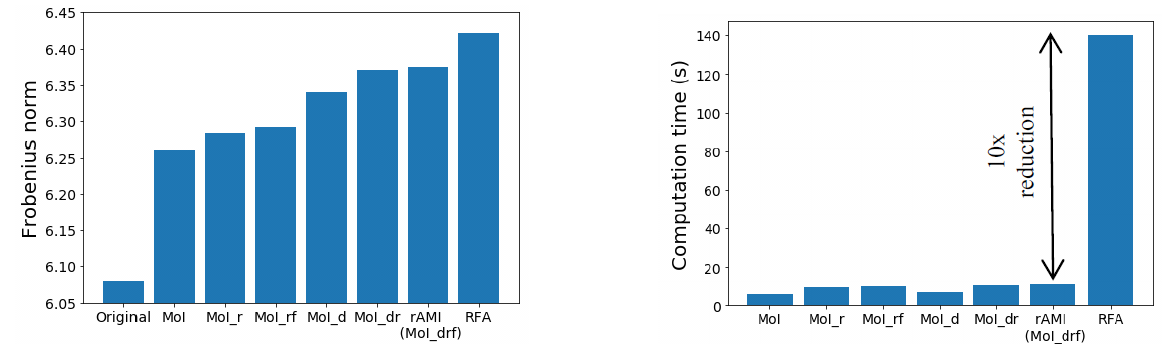 6.45
6.40
6.35
6.30
6.25
6.20
6.15
6.10
6.05
Frobenius norm
Original MoI MoI_r MoI_rf MoI_d MoI_dr rAMI RFA
(MoI_drf)
140
120
100
80
60
40
20
0
Computation time (s)
10x
reduction
MoI MoI_r MoI_rf MoI_d MoI_dr rAMI RFA
(MoI_drf)